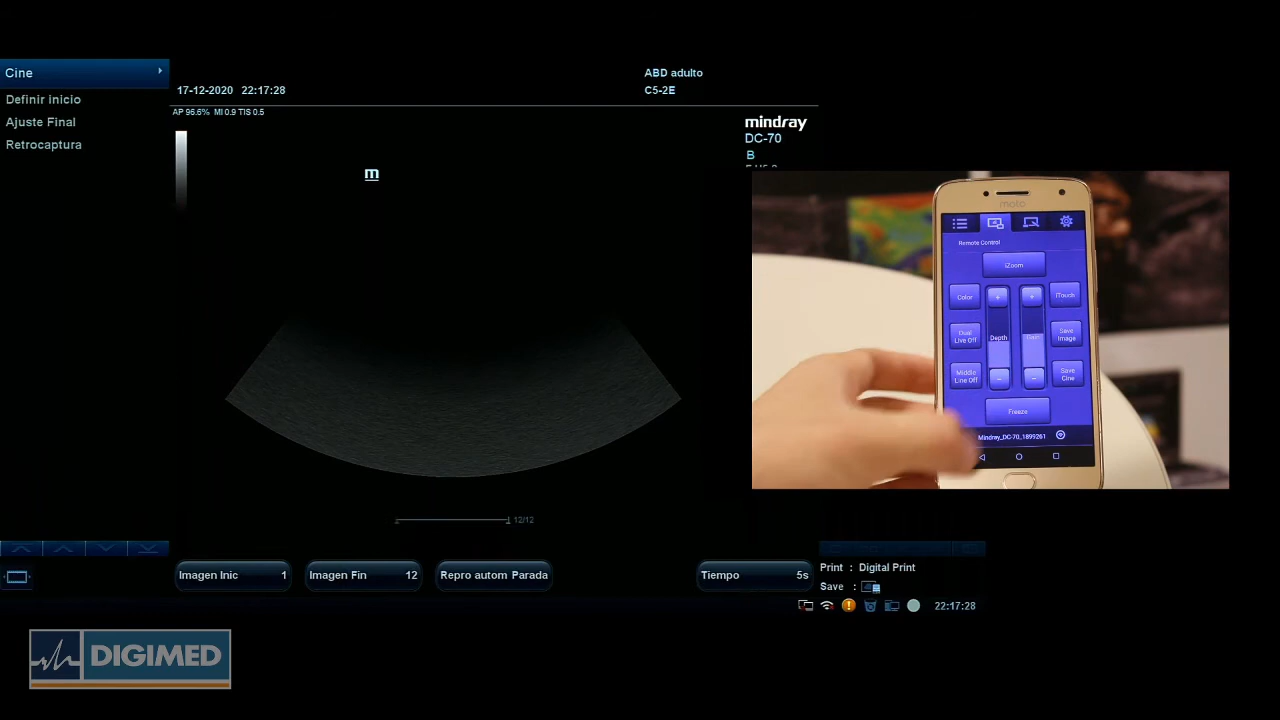 Cine
Definir inicio
Ajuste Final
Retrocaptura
17-12-2020 22:17:28
ABD adulto
C5-2E
AP 96.6% MI 0.9 TIS 0.5
mindray
DC-70
B
m
12/12
Imagen Inic 1
Imagen Fin 12
Repro autom Parada
Tiempo 5s
Print : Digital Print
Save :
22:17:28
moto
Remote Control
iZoom
Color
iTouch
Dual
Live Off
Depth
Gain
Save
Image
Middle
Line Off
Save
Cine
Freeze
Mindray_DC-70_1899261
DIGIMED